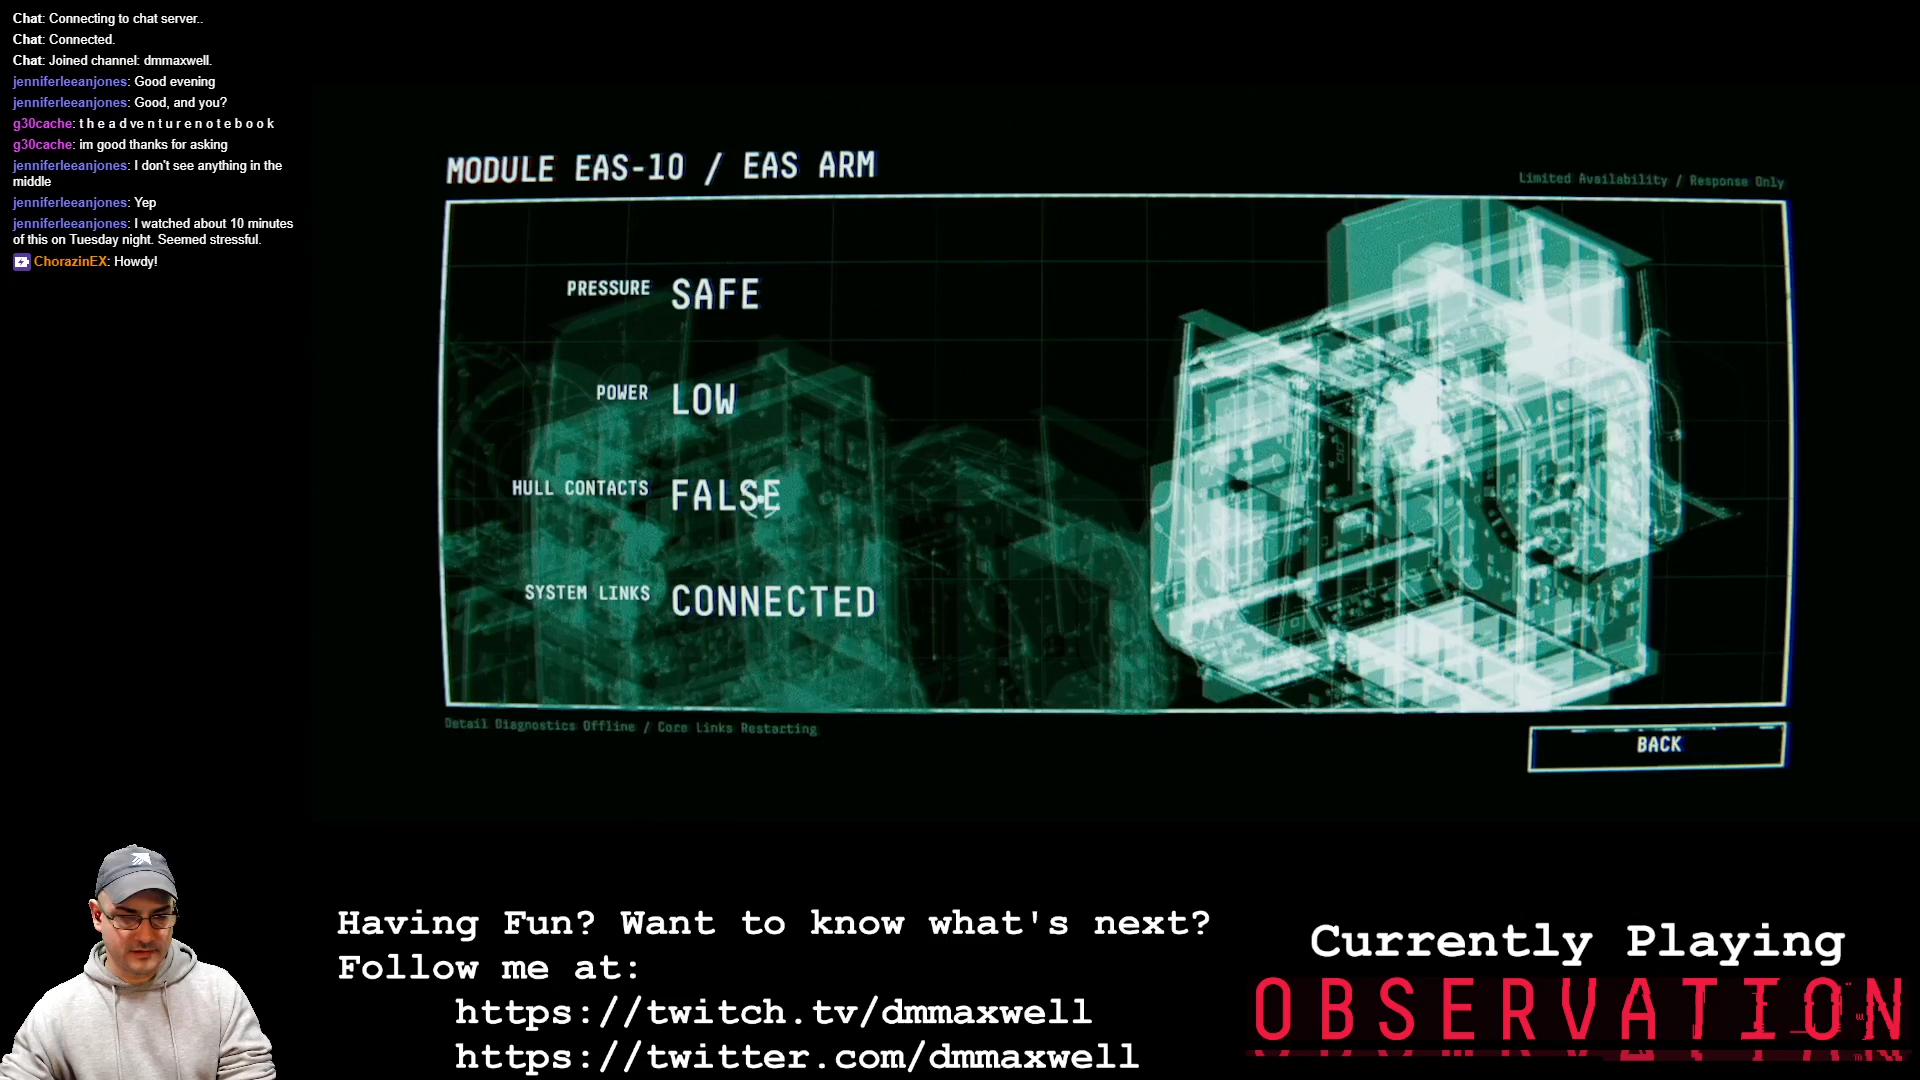 Chat: Connecting to chat server..
Chat: Connected.
Chat: Joined channel: dmmaxwell.
jenniferleeanjones: Good evening
jenniferleeanjones: Good, and you?
g30cache: t h e a d v e n t u r e n o t e b o o k
g30cache: im good thanks for asking
jenniferleeanjones: I don't see anything in the
middle
jenniferleeanjones: Yep
jenniferleeanjones: I watched about 10 minutes
of this on Tuesday night. Seemed stressful.
ChorazinEX: Howdy!
MODULE EAS-10 / EAS ARM
Limited Availability / Response Only
PRESSURE SAFE
POWER LOW
HULL CONTACTS FALSE
SYSTEM LINKS CONNECTED
Detail Diagnostics Offline / Core Links Restarting
BACK
Having Fun? Want to know what's next?
Follow me at:
https://twitch.tv/dmmaxwell
https://twitter.com/dmmaxwell
Currently Playing
OBSERVATION